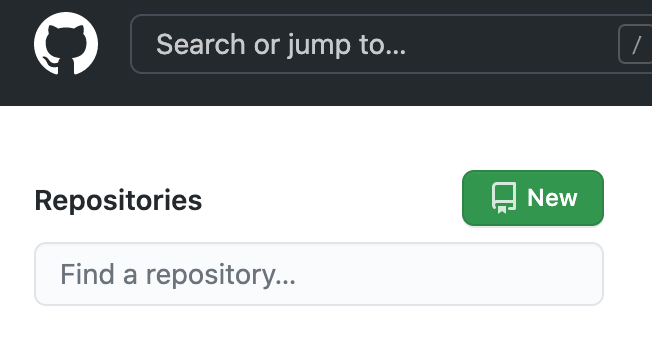 Search or jump to...
/
Repositories
New
Find a repository...